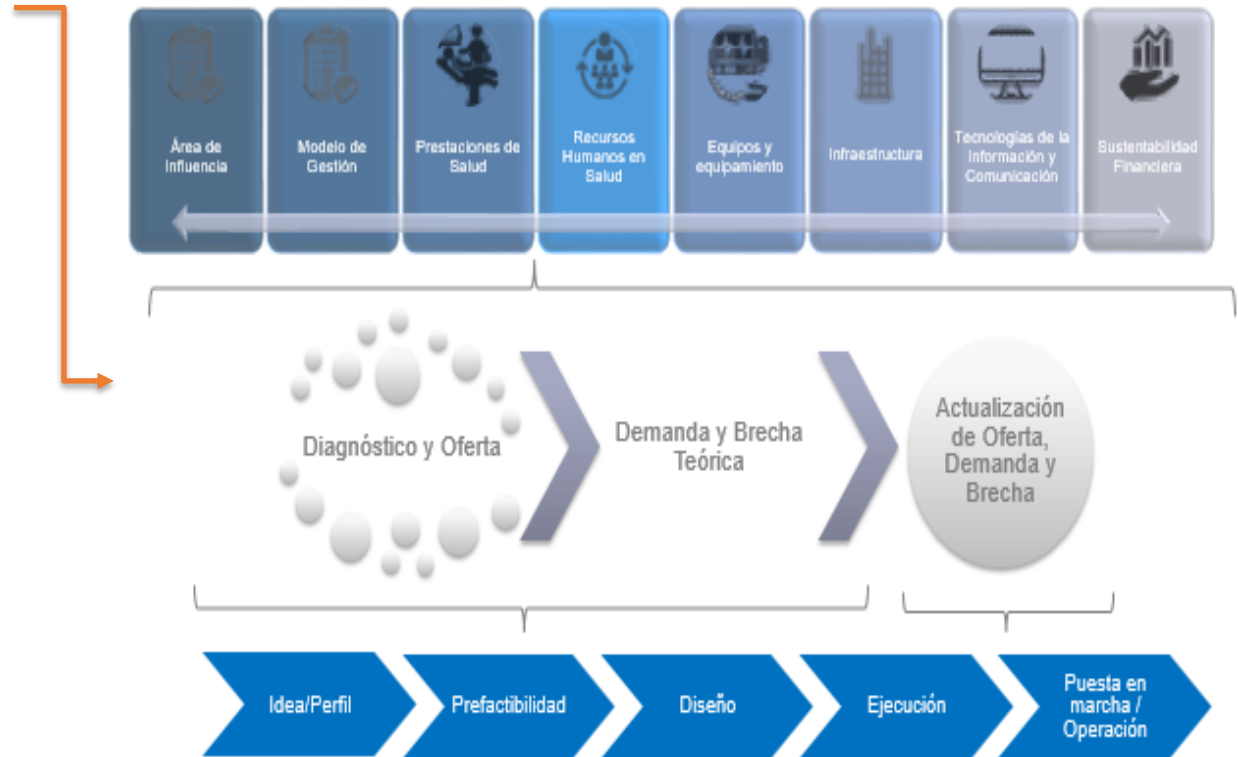 Área de
Influencia
Modelo de
Gestión
Prestaciones de
Salud
Recursos
Humanos en
Salud
Equipos y
equipamiento
Infraestructura
Tecnologías de la
Información y
Comunicación
Sustentabilidad
Financiera
Diagnóstico y Oferta
Demanda y Brecha
Teórica
Actualización
de Oferta,
Demanda y
Brecha
Idea/Perfil
Prefactibilidad
Diseño
Ejecución
Puesta en
marcha /
Operación